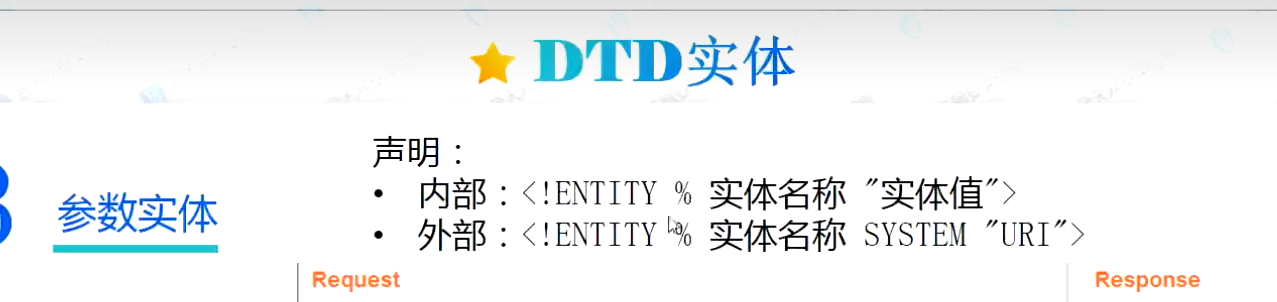 DTD实体
声明：
参数实体
• 内部：<!ENTITY % 实体名称 "实体值">
• 外部：<!ENTITY % 实体名称 SYSTEM "URI">
Request
Response